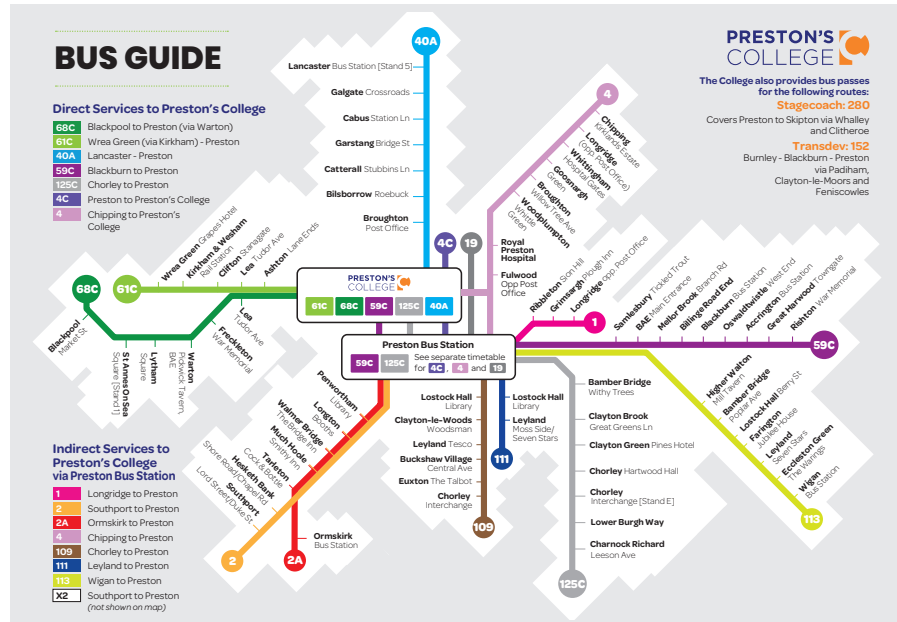 BUS GUIDE
Direct Services to Preston's College
68C Blackpool to Preston (via Warton)
61C Wrea Green (via Kirkham) - Preston
40A Lancaster - Preston
59C Blackburn to Preston
125C Chorley to Preston
4C Preston to Preston's College
4 Chipping to Preston's
College
PRESTON'S
COLLEGE
The College also provides bus passes
for the following routes:
Stagecoach: 280
Covers Preston to Skipton via Whalley
and Clitheroe
Transdev: 152
Burnley - Blackburn - Preston
via Padiham,
Clayton-le-Moors and
Feniscowles
40A
Lancaster Bus Station [Stand 5]
Galgate Crossroads
Cabus Station Ln
Garstang Bridge St
Catterall Stubbins Ln
Bilsborrow Roebuck
Broughton
Post Office
4
Chipping
Kirklands Estate
Longridge
(opp Post Office)
Whittingham
Hospital Gates
Goosnargh
Green
Broughton
Willow Tree Ave
Woodplumpton
Whittle
Green
Royal
Preston
Hospital
Fulwood
Opp Post
Office
4C
19
68C
61C
Wrea Green Grapes Hotel
Kirkham & Wesham
Rail Station
Clifton Stanagate
Lea Tudor Ave
Ashton Lane Ends
Blackpool
Market St
St Annes On Sea
Square [Stand 1]
Lytham
Square
Warton
Pickwick Tavern,
BAE
Freckleton
War Memorial
Lea
Tudor Ave
PRESTON'S
COLLEGE
61C 68C 59C 125C 40A
Preston Bus Station
59C 125C
See separate timetable
for 4C, 4 and 19
Ribbleton Sion Hill
Grimsargh Plough Inn
Longridge opp Post Office
1
Samlesbury Tickled Trout
BAE Main Entrance
Mellor Brook Branch Rd
Billinge Road End
Blackburn Bus Station
Oswaldtwistle West End
Accrington Bus Station
Great Harwood Towngate
Rishton War Memorial
59C
Higher Walton
Mill Tavern
Bamber Bridge
Poplar Ave
Lostock Hall Berry St
Farington
Jubilee House
Leyland
Seven Stars
Eccleston Green
The Warings
Wigan
Bus Station
113
Bamber Bridge
Withy Trees
Clayton Brook
Great Greens Ln
Clayton Green Pines Hotel
Chorley Hartwood Hall
Chorley
Interchange [Stand E]
Lower Burgh Way
Charnock Richard
Leeson Ave
125C
Lostock Hall
Library
Leyland
Moss Side/
Seven Stars
111
Lostock Hall
Library
Clayton-le-Woods
Woodsman
Leyland Tesco
Buckshaw Village
Central Ave
Euxton The Talbot
Chorley
Interchange
109
Penwortham
Library
Longton
Booths
Walmer Bridge
The Bridge Inn
Much Hoole
Smithy Inn
Tarleton
Cock & Bottle
Hesketh Bank
Shore Road/Chapel Rd
Southport
Lord Street/Duke St
2
Ormskirk
Bus Station
2A
Indirect Services to
Preston's College
via Preston Bus Station
1 Longridge to Preston
2 Southport to Preston
2A Ormskirk to Preston
4 Chipping to Preston
109 Chorley to Preston
111 Leyland to Preston
113 Wigan to Preston
X2 Southport to Preston
(not shown on map)